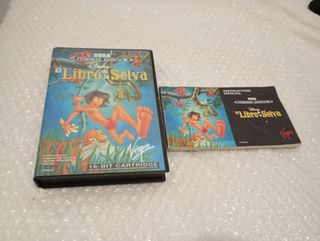 SEGA
MEGA DRIVE
Disney
El Libro de la Selva
Virgin
16-BIT CARTRIDGE
INSTRUCTION MANUAL
SEGA
MEGA DRIVE
Disney
El Libro de la Selva
Virgin